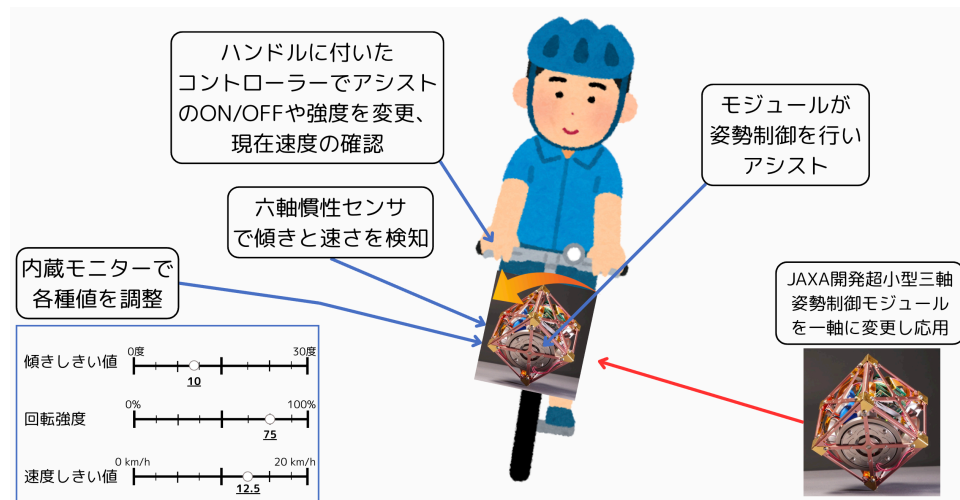 ハンドルに付いた
コントローラーでアシスト
のON/OFFや強度を変更、
現在速度の確認
モジュールが
姿勢制御を行い
アシスト
六軸慣性センサ
で傾きと速さを検知
内蔵モニターで
各種値を調整
JAXA開発超小型三軸
姿勢制御モジュール
を一軸に変更し応用
傾きしきい値
0度
30度
10
回転強度
0%
100%
75
速度しきい値
0 km/h
20 km/h
12.5